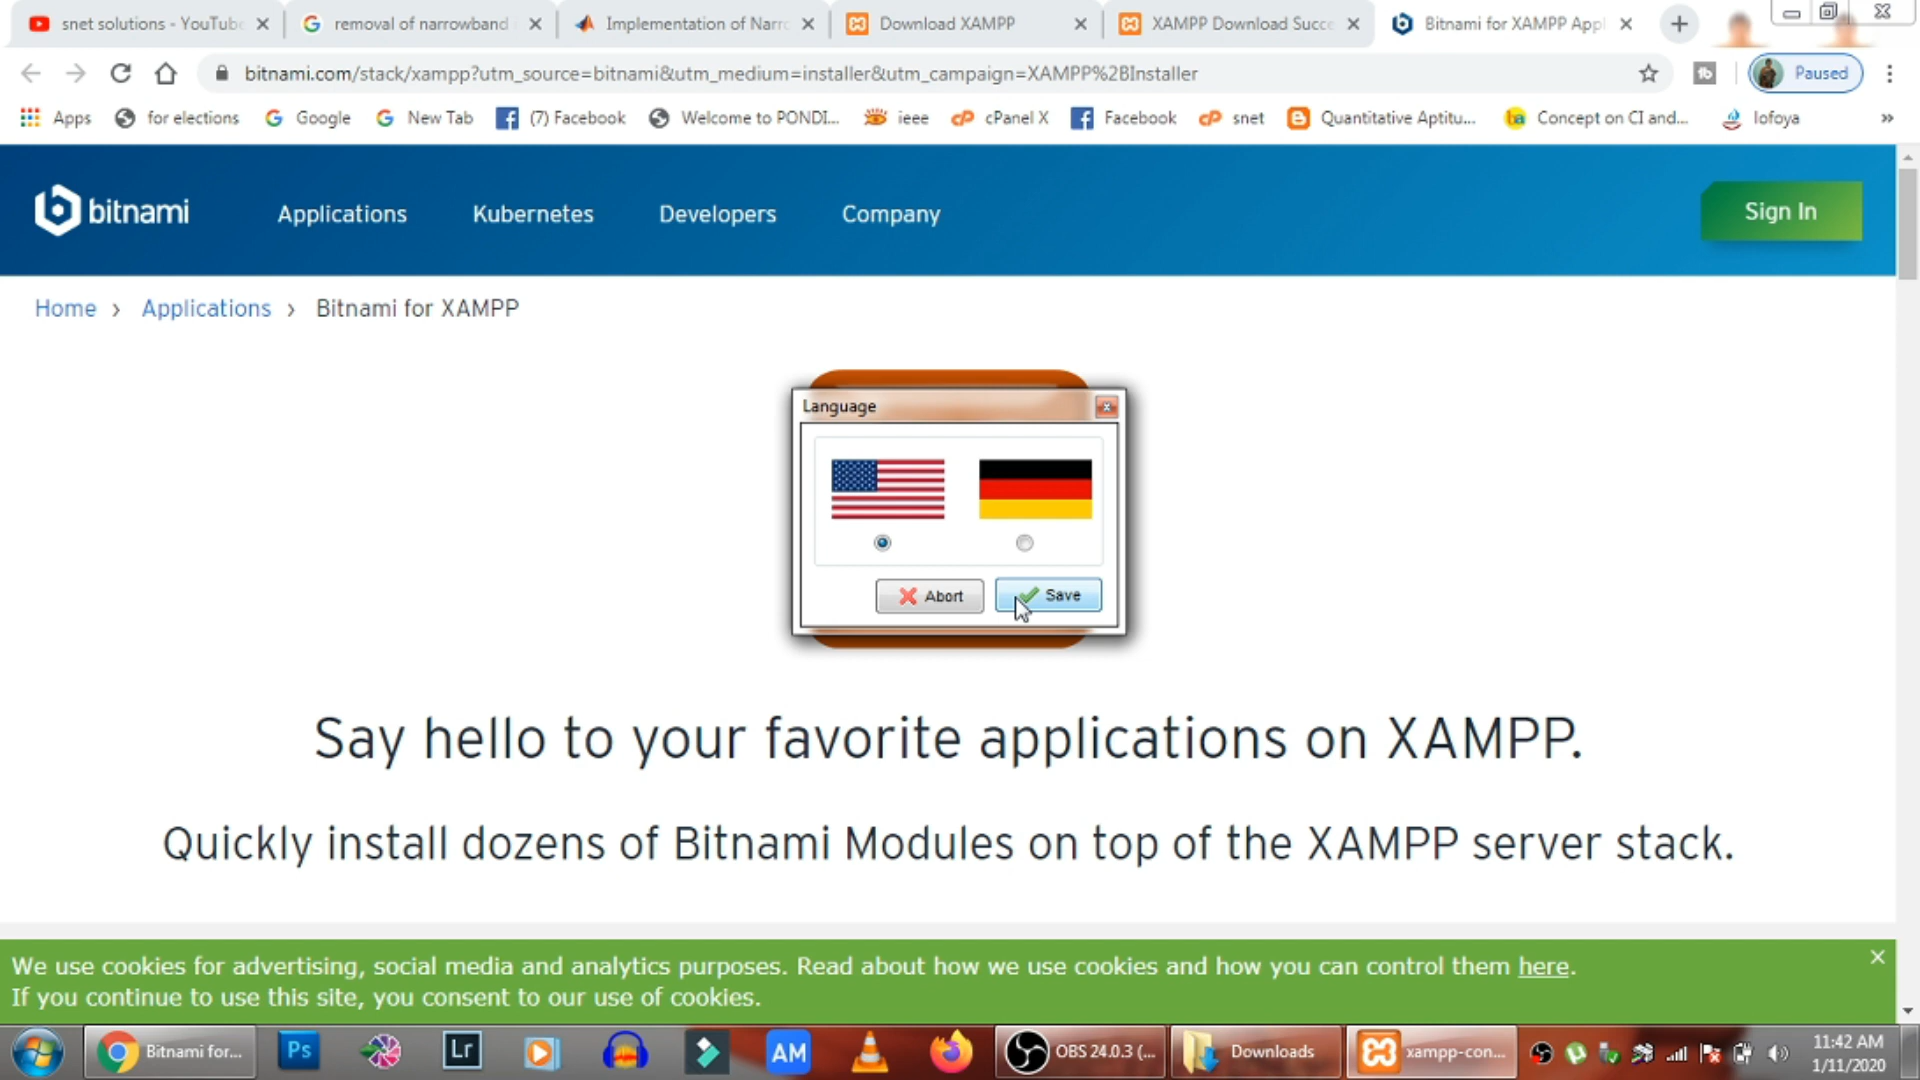 snet solutions - YouTube
removal of narrowband
Implementation of Narro
Download XAMPP
XAMPP Download Succe
Bitnami for XAMPP Appl
bitnami.com/stack/xampp?utm_source=bitnami&utm_medium=installer&utm_campaign=XAMPP%2BInstaller
Paused
Apps
for elections
Google
New Tab
(7) Facebook
Welcome to PONDI...
ieee
cPanel X
Facebook
snet
Quantitative Aptitu...
ba
Concept on CI and...
lofoya
»
bitnami
Applications
Kubernetes
Developers
Company
Sign In
Home › Applications › Bitnami for XAMPP
Language
Abort
Save
Say hello to your favorite applications on XAMPP.
Quickly install dozens of Bitnami Modules on top of the XAMPP server stack.
We use cookies for advertising, social media and analytics purposes. Read about how we use cookies and how you can control them here.
If you continue to use this site, you consent to our use of cookies.
Bitnami for...
Ps
Lr
AM
OBS 24.0.3 (...
Downloads
xampp-con...
11:42 AM
1/11/2020